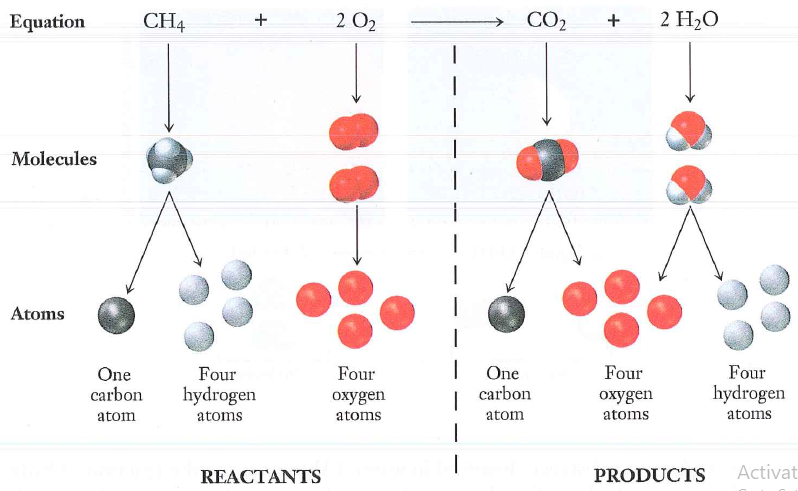 Equation CH₄ + 2 O₂ CO₂ + 2 H₂O
Molecules
Atoms
One carbon atom
Four hydrogen atoms
Four oxygen atoms
One carbon atom
Four oxygen atoms
Four hydrogen atoms
REACTANTS PRODUCTS
Activat